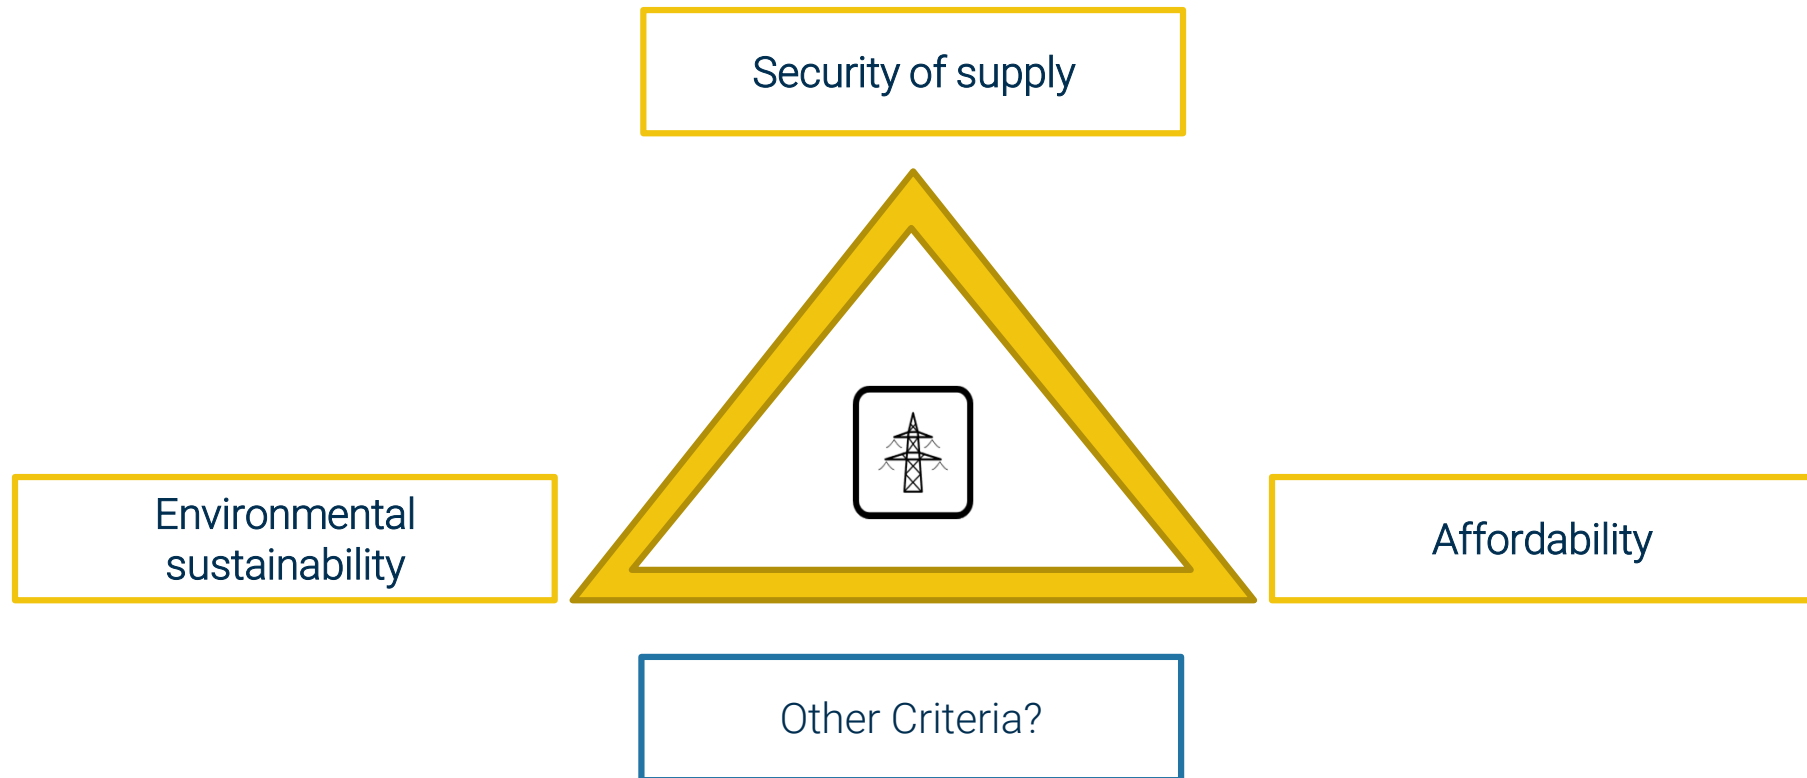 Security of supply
Environmental
sustainability
Affordability
Other Criteria?